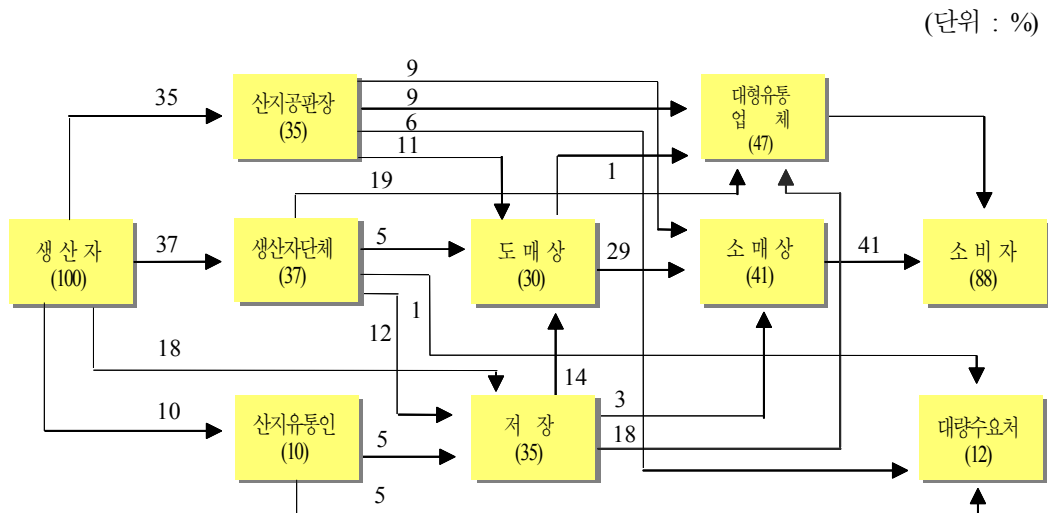 (단위 : %)
9
35
산지공판장
(35)
9
6
11
대형유통
업 체
(47)
1
19
생 산 자
(100)
37
생산자단체
(37)
5
도 매 상
(30)
29
소 매 상
(41)
41
소 비 자
(88)
1
12
18
14
10
산지유통인
(10)
5
저 장
(35)
3
18
대량수요처
(12)
5